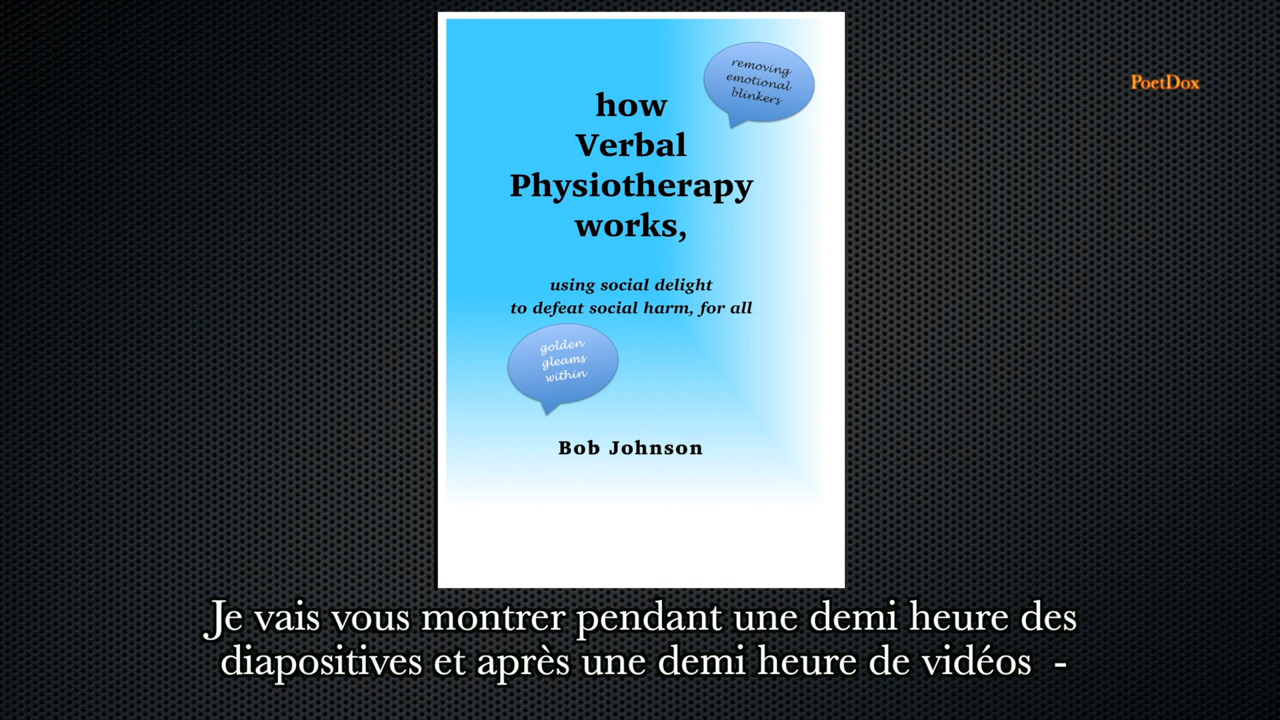 removing
emotional
blinkers
PoetDox
how
Verbal
Physiotherapy
works,
using social delight
to defeat social harm, for all
golden
gleams
within
Bob Johnson
Je vais vous montrer pendant une demi heure des
diapositives et après une demi heure de vidéos -